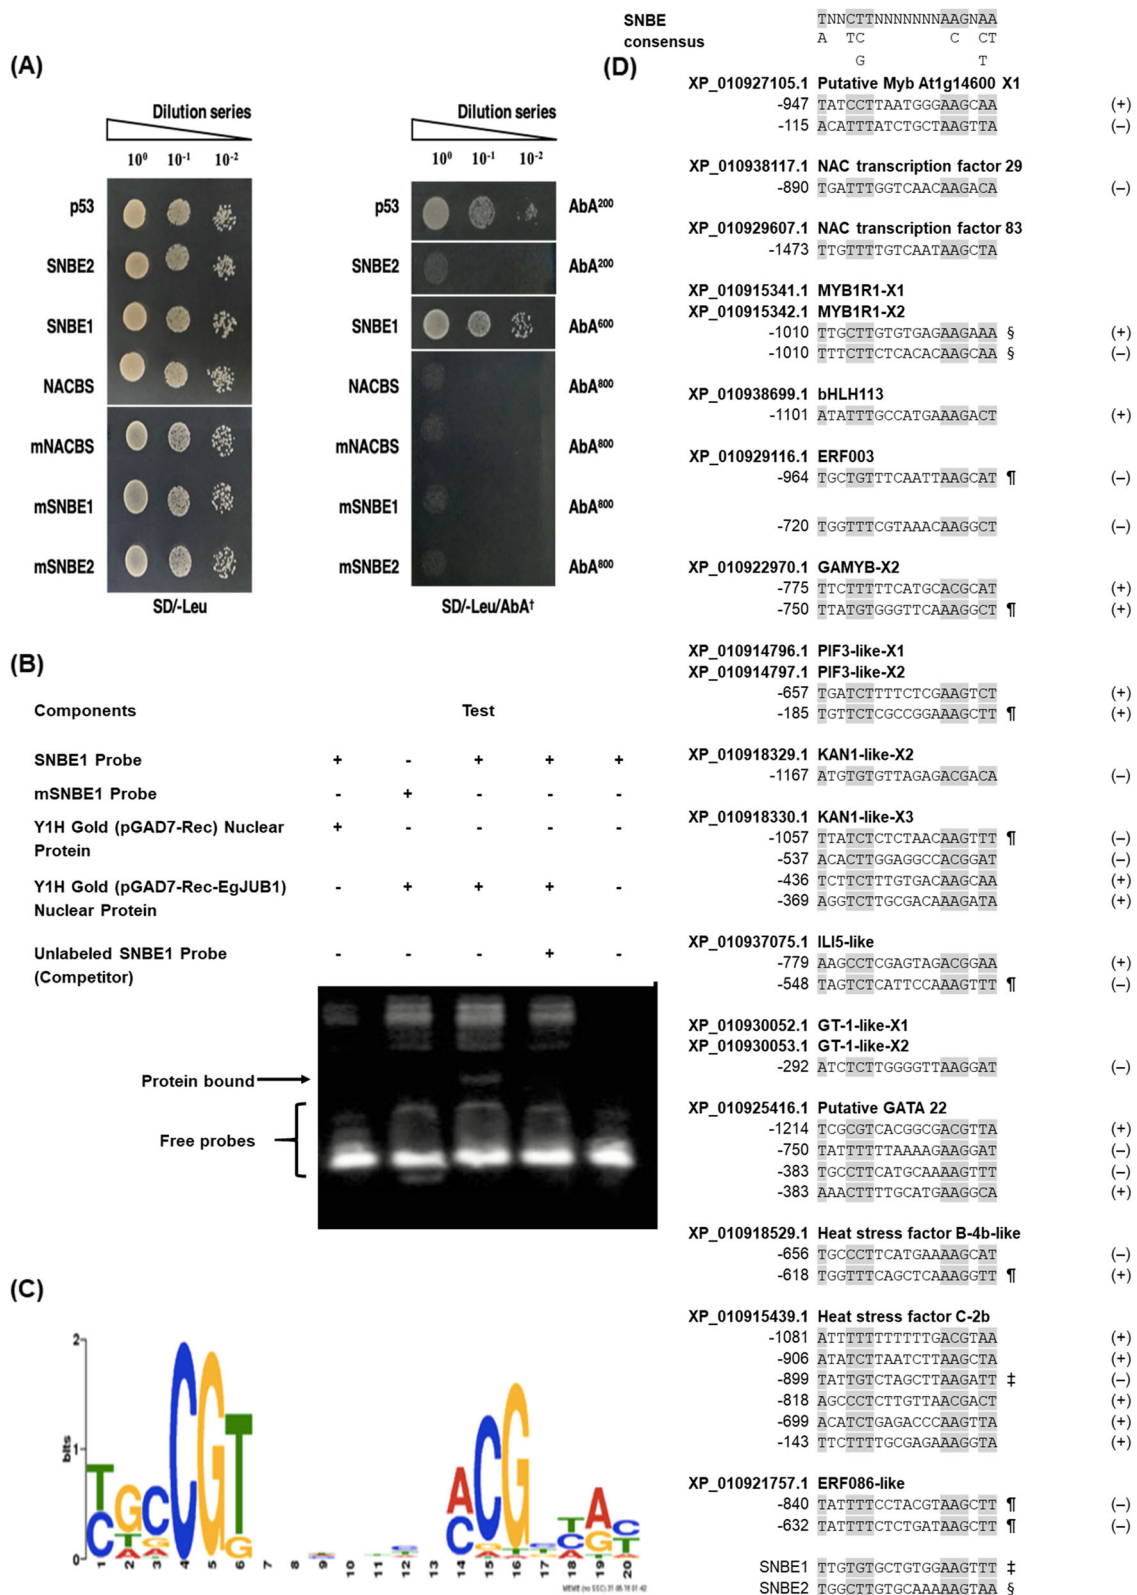 (A)
Dilution series
10⁰ 10⁻¹ 10⁻²
p53
SNBE2
SNBE1
NACBS
mNACBS
mSNBE1
mSNBE2
SD/-Leu
Dilution series
10⁰ 10⁻¹ 10⁻²
p53 AbA²⁰⁰
SNBE2 AbA²⁰⁰
SNBE1 AbA⁶⁰⁰
NACBS AbA⁸⁰⁰
mNACBS AbA⁸⁰⁰
mSNBE1 AbA⁸⁰⁰
mSNBE2 AbA⁸⁰⁰
SD/-Leu/AbA†
(B)
Components Test
SNBE1 Probe + - + + +
mSNBE1 Probe - + - - -
Y1H Gold (pGAD7-Rec) Nuclear + - - - -
Protein
Y1H Gold (pGAD7-Rec-EgJUB1) - + + + -
Nuclear Protein
Unlabeled SNBE1 Probe - - - + -
(Competitor)
Protein bound
Free probes
(C)
bits
2
1
0
1 2 3 4 5 6 7 8 9 10 11 12 13 14 15 16 17 18 19 20
MEME (no SSC) 31.05.18 01:42
(D)
SNBE TNNCTTNNNNNNNAAGNAA
consensus A TC C CT
G T
XP_010927105.1 Putative Myb At1g14600 X1
-947 TATCCTTAATGGGAAGCAA (+)
-115 ACATTTATCTGCTAAGTTA (–)
XP_010938117.1 NAC transcription factor 29
-890 TGATTTGGTCAACAAGACA (–)
XP_010929607.1 NAC transcription factor 83
-1473 TTGTTTTGTCAATAAGCTA
XP_010915341.1 MYB1R1-X1
XP_010915342.1 MYB1R1-X2
-1010 TTGCTTGTGTGAGAAGAAA § (+)
-1010 TTTCTTCTCACACAAGCAA § (–)
XP_010938699.1 bHLH113
-1101 ATATTTGCCATGAAAGACT (+)
XP_010929116.1 ERF003
-964 TGCTGTTTCAATTAAGCAT ¶ (–)
-720 TGGTTTCGTAAACAAGGCT (–)
XP_010922970.1 GAMYB-X2
-775 TTCTTTTTCATGCACGCAT (+)
-750 TTATGTGGGTTCAAAGGCT ¶ (+)
XP_010914796.1 PIF3-like-X1
XP_010914797.1 PIF3-like-X2
-657 TGATCTTTTCTCGAAGTCT (+)
-185 TGTTCTCGCCGGAAAGCTT ¶ (+)
XP_010918329.1 KAN1-like-X2
-1167 ATGTGTGTTAGAGACGACA (–)
XP_010918330.1 KAN1-like-X3
-1057 TTATCTCTCTAACAAGTTT ¶ (–)
-537 ACACTTGGAGGCCACGGAT (–)
-436 TCTTCTTTGTGACAAGCAA (+)
-369 AGGTCTTGCGACAAAGATA (+)
XP_010937075.1 ILI5-like
-779 AAGCCTCGAGTAGACGGAA (+)
-548 TAGTCTCATTCCAAAGTTT ¶ (–)
XP_010930052.1 GT-1-like-X1
XP_010930053.1 GT-1-like-X2
-292 ATCTCTTGGGGTTAAGGAT (–)
XP_010925416.1 Putative GATA 22
-1214 TCGCGTCACGGCGACGTTA (+)
-750 TATTTTTTAAAAGAAGGAT (–)
-383 TGCCTTCATGCAAAAGTTT (–)
-383 AAACTTTTGCATGAAGGCA (+)
XP_010918529.1 Heat stress factor B-4b-like
-656 TGCCCTTCATGAAAAGCAT (–)
-618 TGGTTTCAGCTCAAAGGTT ¶ (+)
XP_010915439.1 Heat stress factor C-2b
-1081 ATTTTTTTTTTTGACGTAA (+)
-906 ATATCTTAATCTTAAGCTA (+)
-899 TATTGTCTAGCTTAAGATT ‡ (–)
-818 AGCCCTCTTGTTAACGACT (+)
-699 ACATCTGAGACCCAAGTTA (+)
-143 TTCTTTTGCGAGAAAGGTA (+)
XP_010921757.1 ERF086-like
-840 TATTTTCCTACGTAAGCTT ¶ (–)
-632 TATTTTCTCTGATAAGCTT ¶ (–)
SNBE1 TTGTGTGCTGTGGAAGTTT ‡
SNBE2 TGGCTTGTGCAAAAAGTAA §